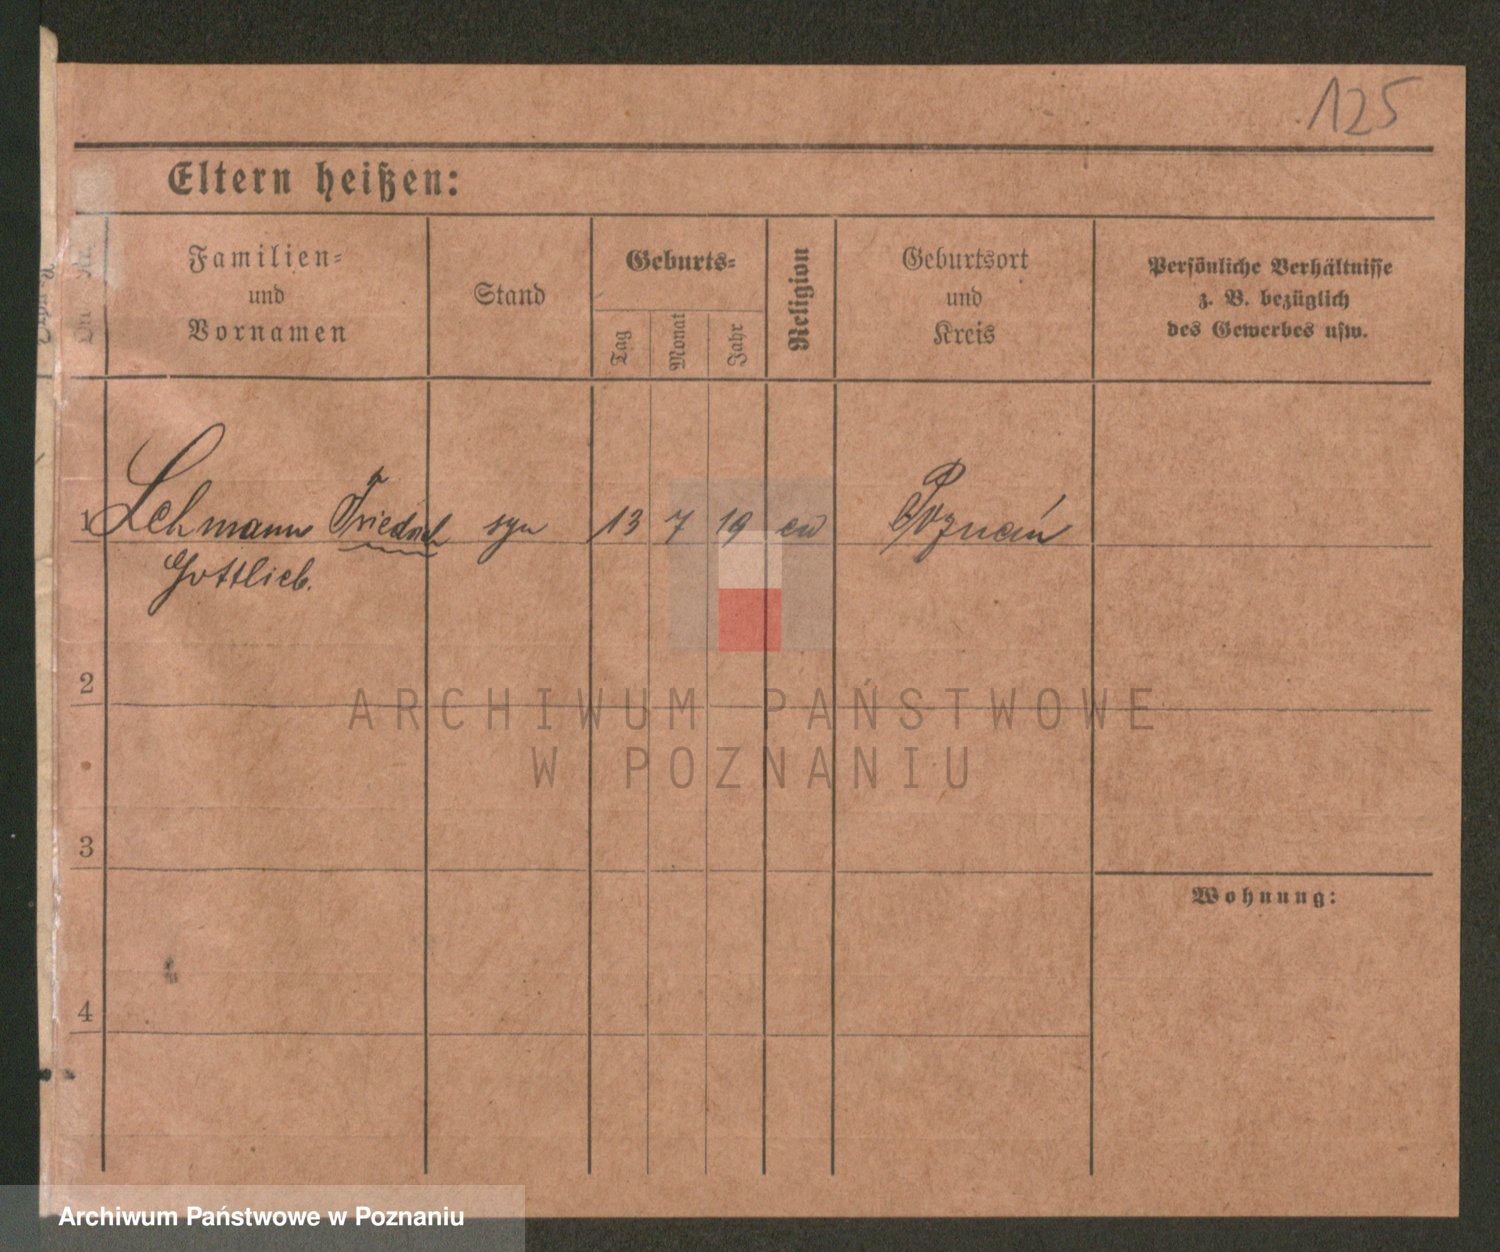 125
Eltern heißen:
Familien-
und
Vornamen
Stand
Geburts-
Tag
Monat
Jahr
Religion
Geburtsort
und
Kreis
Persönliche Verhältnisse
z. B. bezüglich
des Gewerbes usw.
1 Lehmann Friedrich syn 13 7 19 ew Poznań
Gottlieb.
2
3
4
Wohnung:
ARCHIWUM PAŃSTWOWE
W POZNANIU
Archiwum Państwowe w Poznaniu